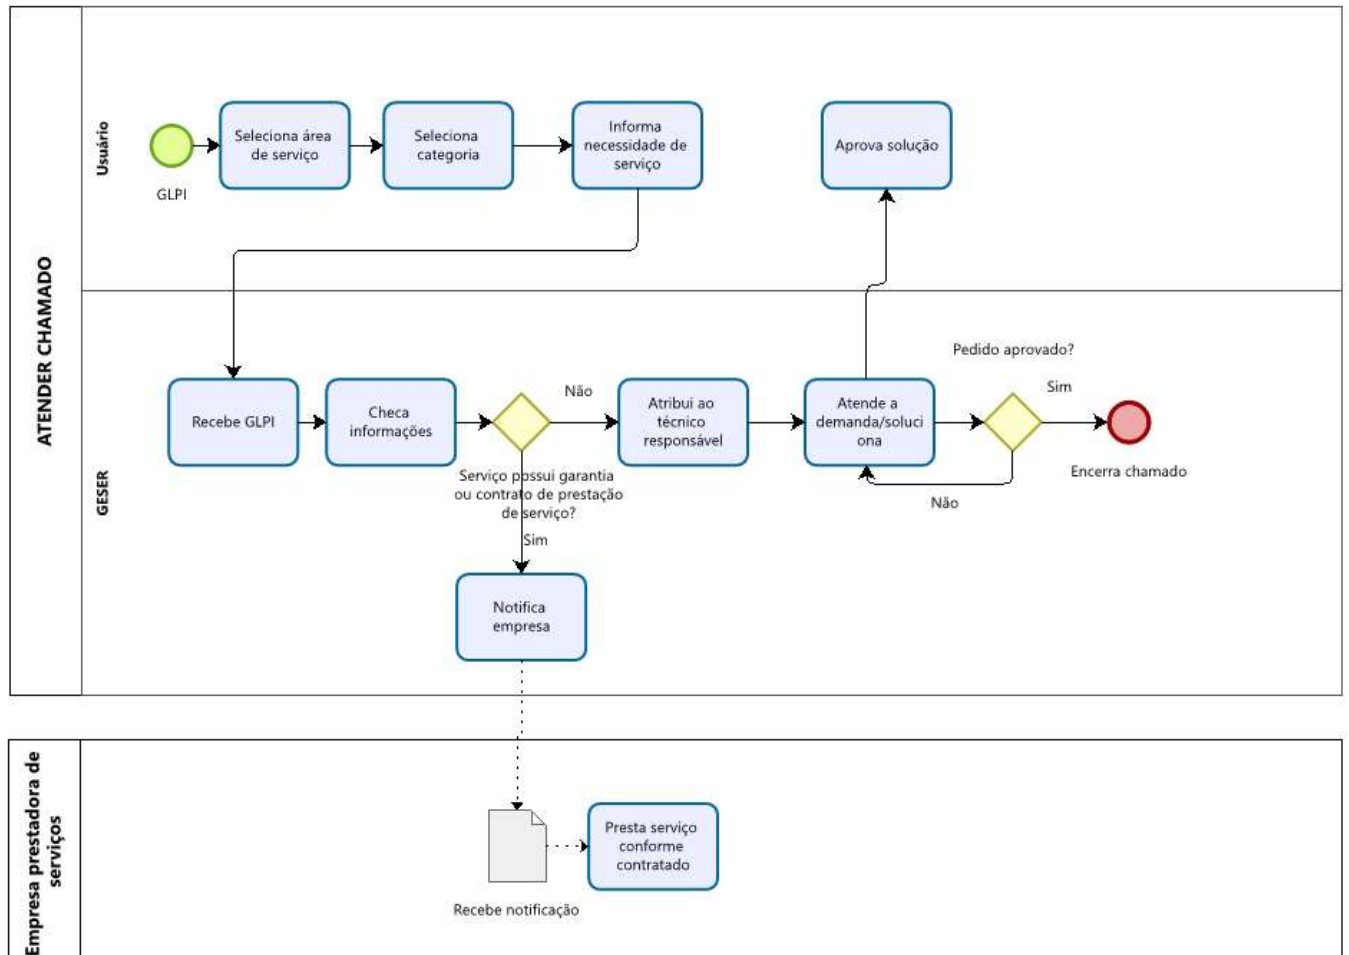 ATENDER CHAMADO
Usuário
GLPI
Seleciona área
de serviço
Seleciona
categoria
Informa
necessidade de
serviço
Aprova solução
GESER
Recebe GLPI
Checa
informações
Não
Serviço possui garantia
ou contrato de prestação
de serviço?
Sim
Atribui ao
técnico
responsável
Atende a
demanda/soluci
ona
Pedido aprovado?
Sim
Não
Encerra chamado
Notifica
empresa
Empresa prestadora de
serviços
Recebe notificação
Presta serviço
conforme
contratado